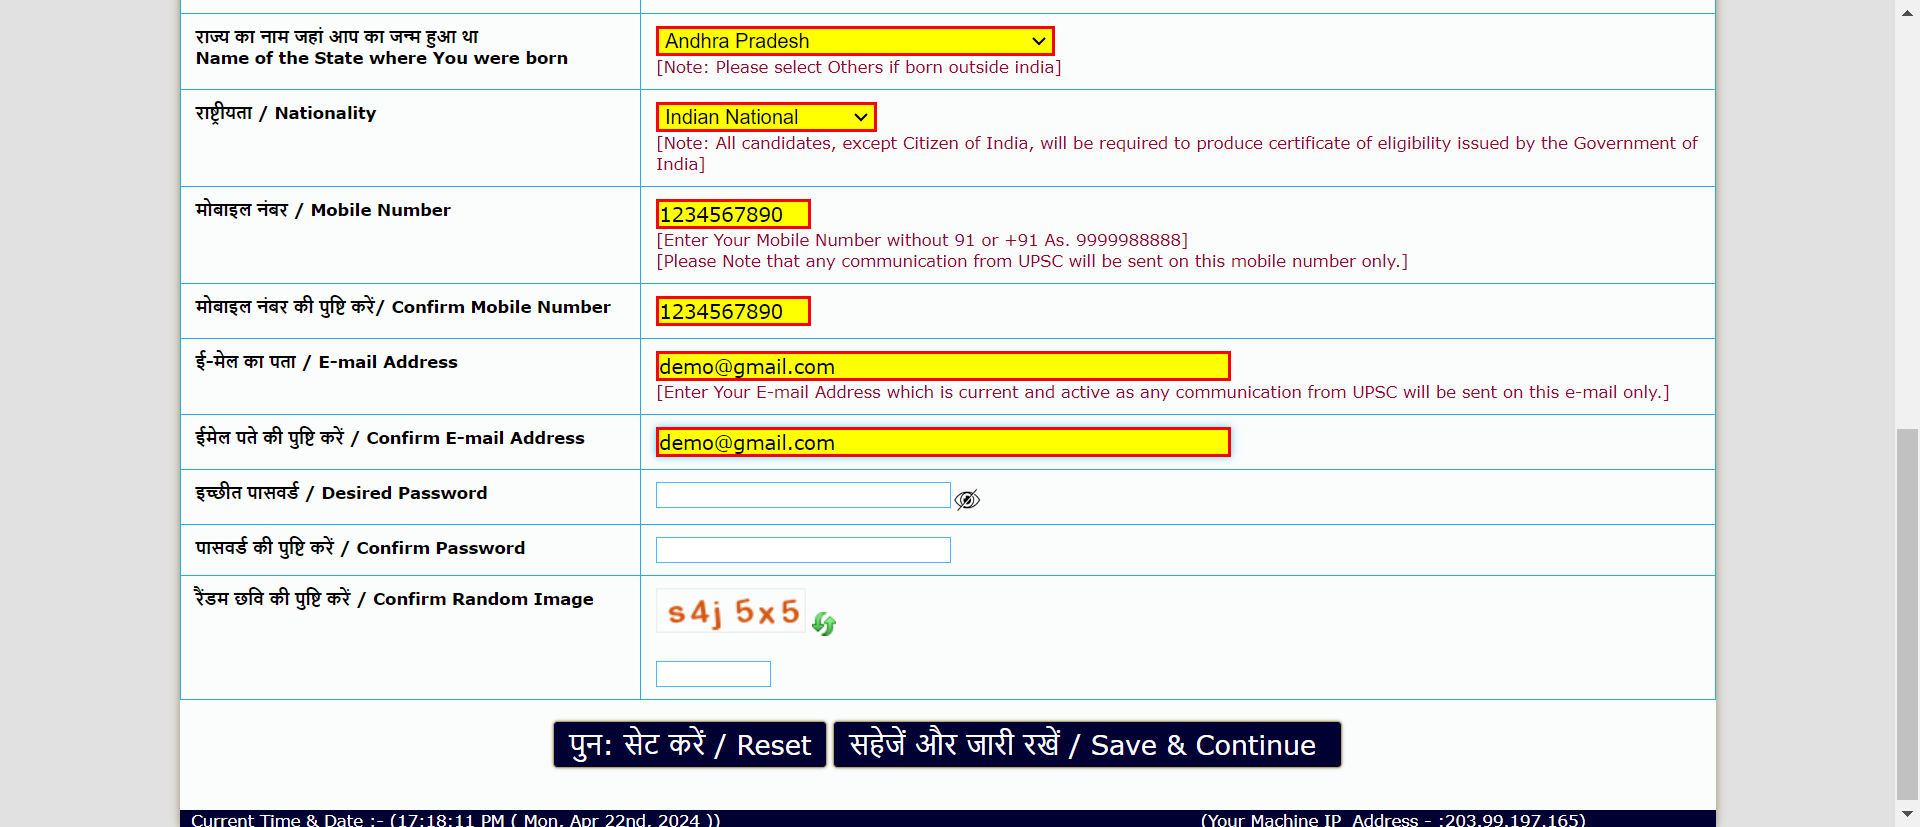 राज्य का नाम जहां आप का जन्म हुआ था
Name of the State where You were born
Andhra Pradesh
[Note: Please select Others if born outside india]
राष्ट्रीयता / Nationality
Indian National
[Note: All candidates, except Citizen of India, will be required to produce certificate of eligibility issued by the Government of
India]
मोबाइल नंबर / Mobile Number
1234567890
[Enter Your Mobile Number without 91 or +91 As. 9999988888]
[Please Note that any communication from UPSC will be sent on this mobile number only.]
मोबाइल नंबर की पुष्टि करें/ Confirm Mobile Number
1234567890
ई-मेल का पता / E-mail Address
demo@gmail.com
[Enter Your E-mail Address which is current and active as any communication from UPSC will be sent on this e-mail only.]
ईमेल पते की पुष्टि करें / Confirm E-mail Address
demo@gmail.com
इच्छीत पासवर्ड / Desired Password
पासवर्ड की पुष्टि करें / Confirm Password
रैंडम छवि की पुष्टि करें / Confirm Random Image
s4j 5x5
पुन: सेट करें / Reset
सहेजें और जारी रखें / Save & Continue
Current Time & Date :- (17:18:11 PM ( Mon, Apr 22nd, 2024 ))
(Your Machine IP Address - :203.99.197.165)